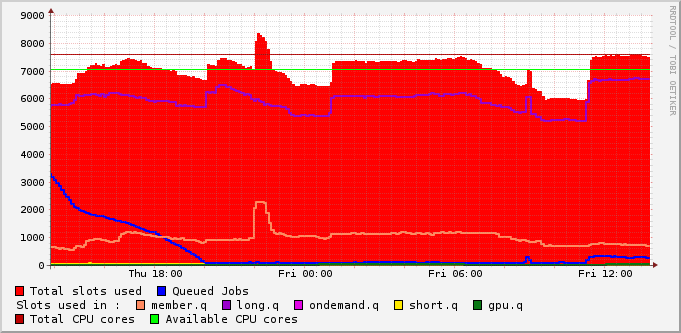 RRDTOOL / TOBI OETIKER
9000
8000
7000
6000
5000
4000
3000
2000
1000
0
Thu 18:00 Fri 00:00 Fri 06:00 Fri 12:00
Total slots used Queued Jobs
Slots used in : member.q long.q ondemand.q short.q gpu.q
Total CPU cores Available CPU cores